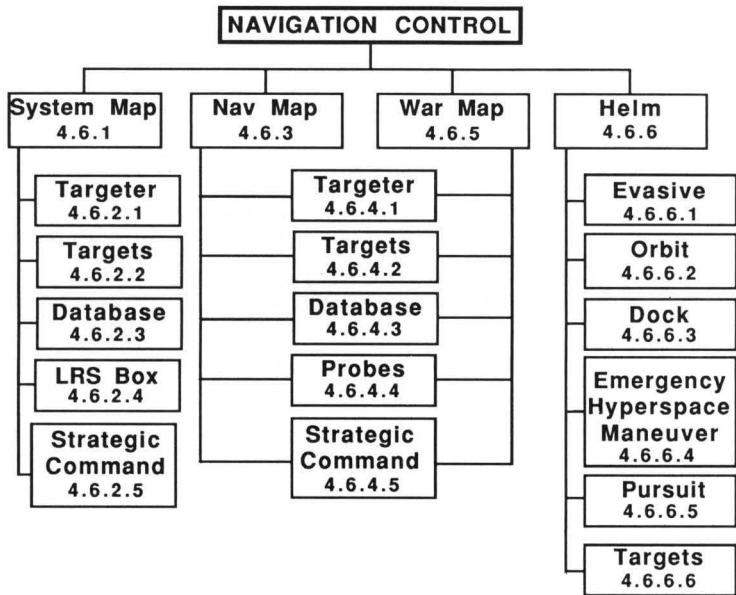 NAVIGATION CONTROL
System Map
4.6.1
Nav Map
4.6.3
War Map
4.6.5
Helm
4.6.6
Targeter
4.6.2.1
Targets
4.6.2.2
Database
4.6.2.3
LRS Box
4.6.2.4
Strategic
Command
4.6.2.5
Targeter
4.6.4.1
Targets
4.6.4.2
Database
4.6.4.3
Probes
4.6.4.4
Strategic
Command
4.6.4.5
Evasive
4.6.6.1
Orbit
4.6.6.2
Dock
4.6.6.3
Emergency
Hyperspace
Maneuver
4.6.6.4
Pursuit
4.6.6.5
Targets
4.6.6.6